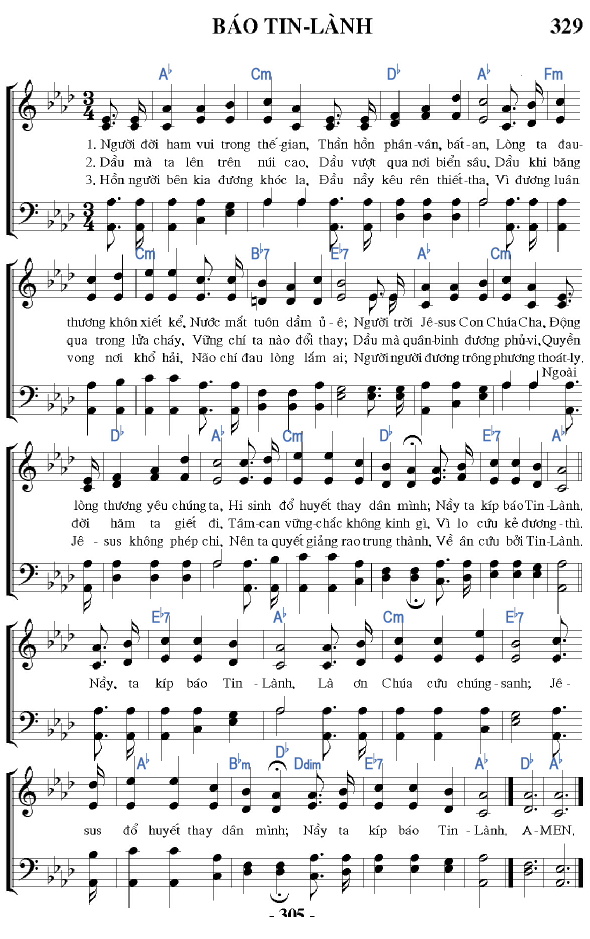 BÁO TIN-LÀNH 329
A♭ Cm D♭ A♭ Fm
1. Người đời ham vui trong thế-gian, Thần hồn phân-vân, bất-an, Lòng ta đau-
2. Dầu mà ta lên trên núi cao, Dầu vượt qua nơi biển sâu, Dầu khi băng
3. Hồn người bên kia đương khóc la, Đầu nầy kêu rên thiết-tha, Vì đương luân
Cm B♭7 E♭7 A♭ Cm
thương khôn xiết kể, Nước mắt tuôn dầm ủ-ê; Người trời Jê-sus Con Chúa Cha, Động
qua trong lửa cháy, Vững chí ta nào đổi thay; Dầu mà quân-binh đương phủ-vi, Quyền
vong nơi khổ hải, Não chí đau lòng lắm ai; Người người đương trông phương thoát-ly,
Ngoài
D♭ A♭ Cm D♭ E♭7 A♭
lòng thương yêu chúng ta, Hi sinh đổ huyết thay dân mình; Nầy ta kíp báo Tin-Lành,
đời hăm ta giết đi, Tâm-can vững-chắc không kinh gì, Vì lo cứu kẻ đương-thì.
Jê-sus không phép chi, Nên ta quyết giảng rao trung thành, Về ân cứu bởi Tin-Lành.
E♭7 A♭ Cm E♭7
Nầy, ta kíp báo Tin-Lành, Là ơn Chúa cứu chúng-sanh; Jê-
A♭ B♭m D♭ Ddim E♭7 A♭ D♭ A♭
sus đổ huyết thay dân mình; Nầy ta kíp báo Tin-Lành. A-MEN.
- 305 -